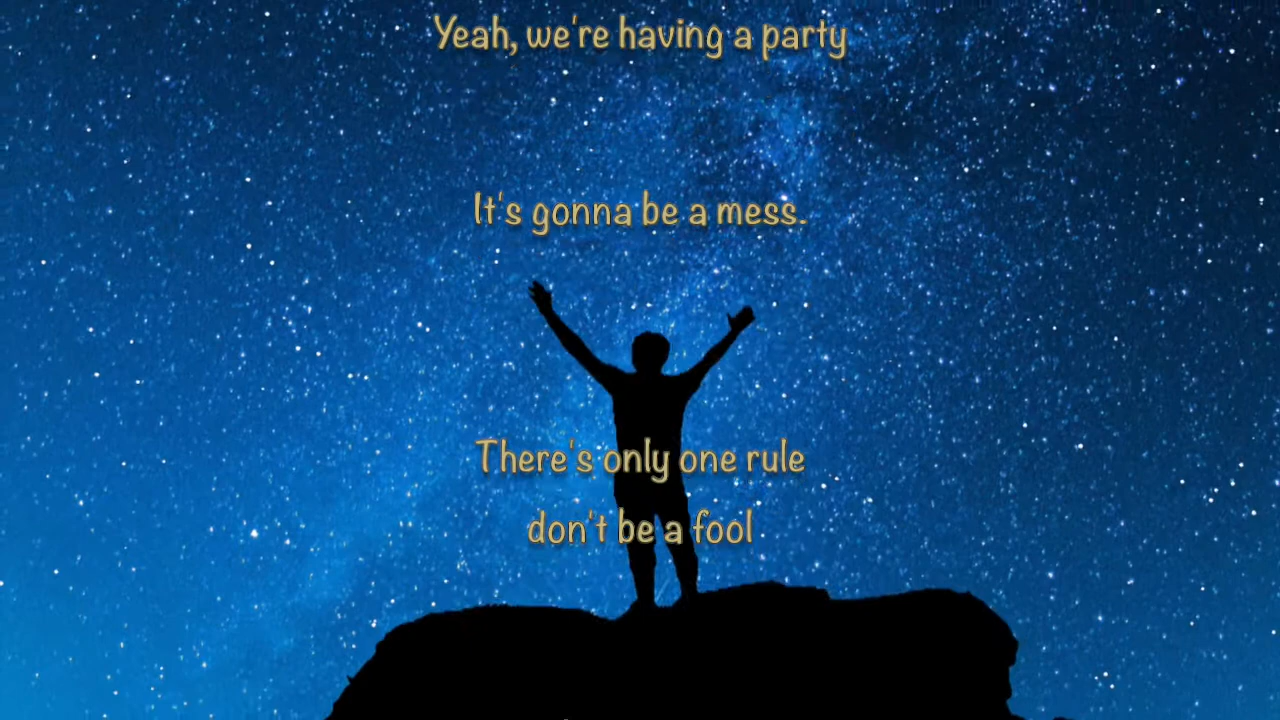 Yeah, we're having a party
It's gonna be a mess.
There's only one rule
don't be a fool